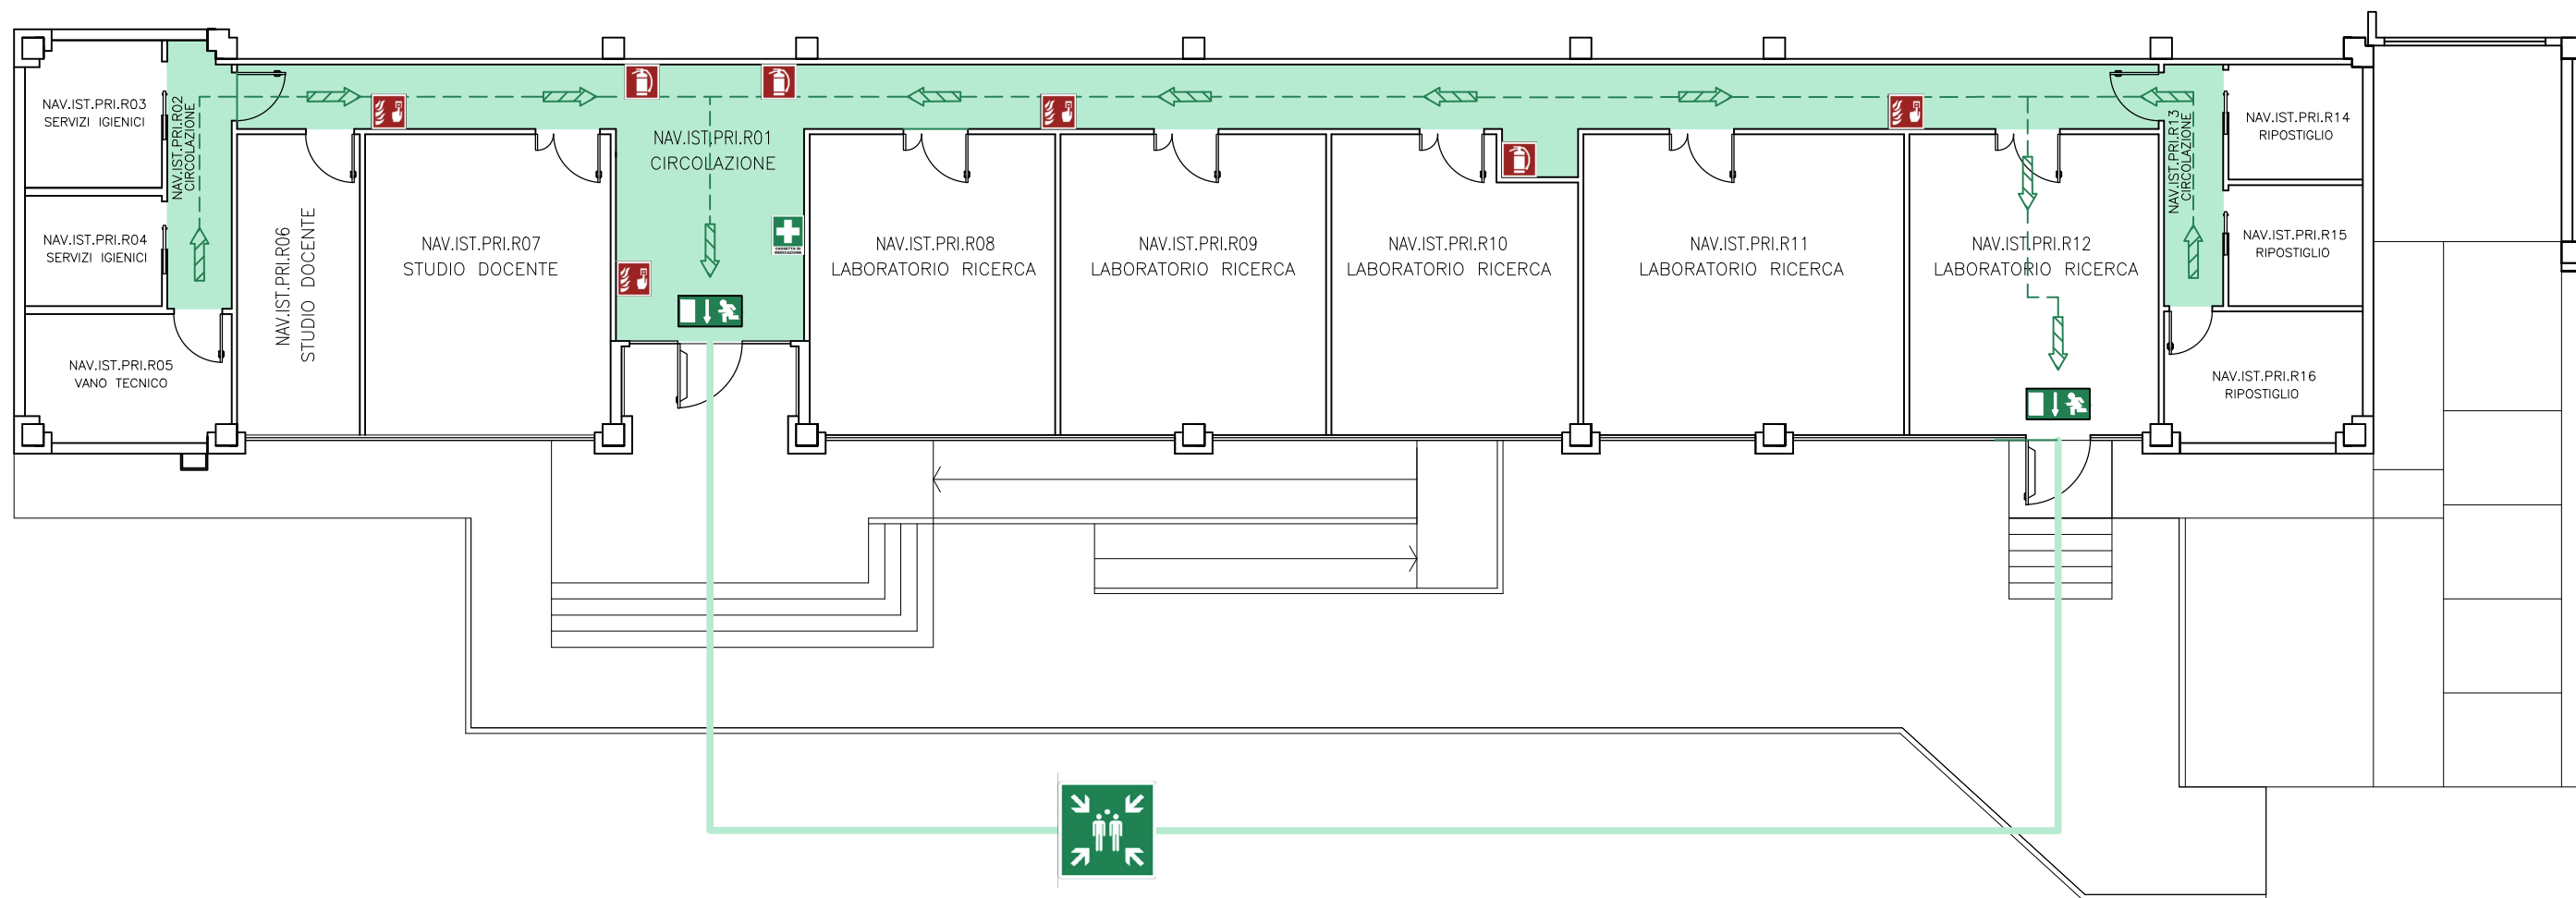 NAV.IST.PRI.R03
SERVIZI IGIENICI
NAV.IST.PRI.R02
CIRCOLAZIONE
NAV.IST.PRI.R04
SERVIZI IGIENICI
NAV.IST.PRI.R05
VANO TECNICO
NAV.IST.PRI.R06
STUDIO DOCENTE
NAV.IST.PRI.R07
STUDIO DOCENTE
NAV.IST.PRI.R01
CIRCOLAZIONE
CASSETTA DI
MEDICAZIONE
NAV.IST.PRI.R08
LABORATORIO RICERCA
NAV.IST.PRI.R09
LABORATORIO RICERCA
NAV.IST.PRI.R10
LABORATORIO RICERCA
NAV.IST.PRI.R11
LABORATORIO RICERCA
NAV.IST.PRI.R12
LABORATORIO RICERCA
NAV.IST.PRI.R13
CIRCOLAZIONE
NAV.IST.PRI.R14
RIPOSTIGLIO
NAV.IST.PRI.R15
RIPOSTIGLIO
NAV.IST.PRI.R16
RIPOSTIGLIO